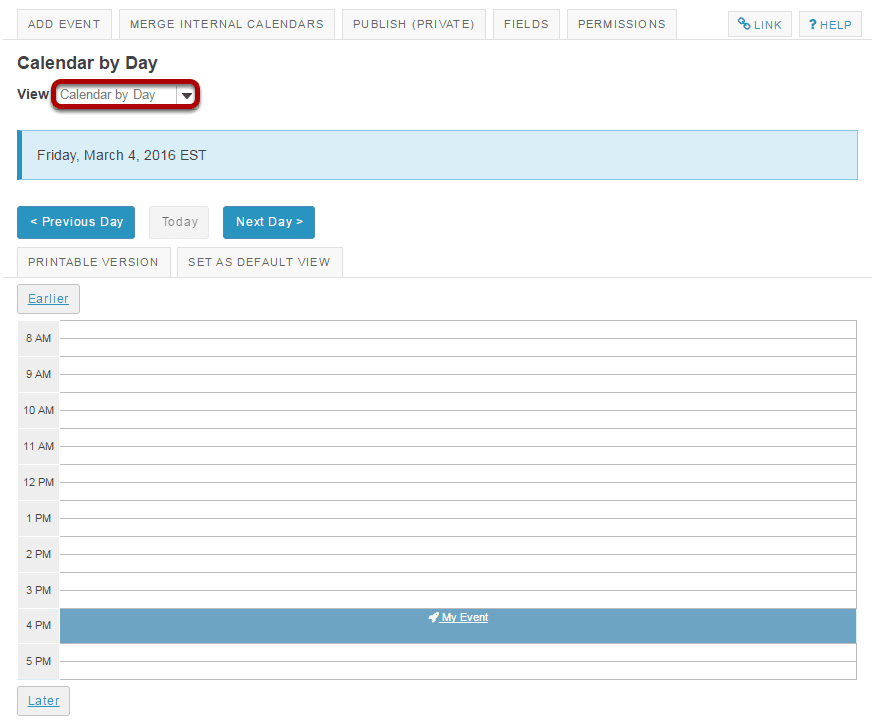 ADD EVENT MERGE INTERNAL CALENDARS PUBLISH (PRIVATE) FIELDS PERMISSIONS LINK ? HELP
Calendar by Day
View Calendar by Day
Friday, March 4, 2016 EST
< Previous Day Today Next Day >
PRINTABLE VERSION SET AS DEFAULT VIEW
Earlier
8 AM
9 AM
10 AM
11 AM
12 PM
1 PM
2 PM
3 PM
My Event
4 PM
5 PM
Later